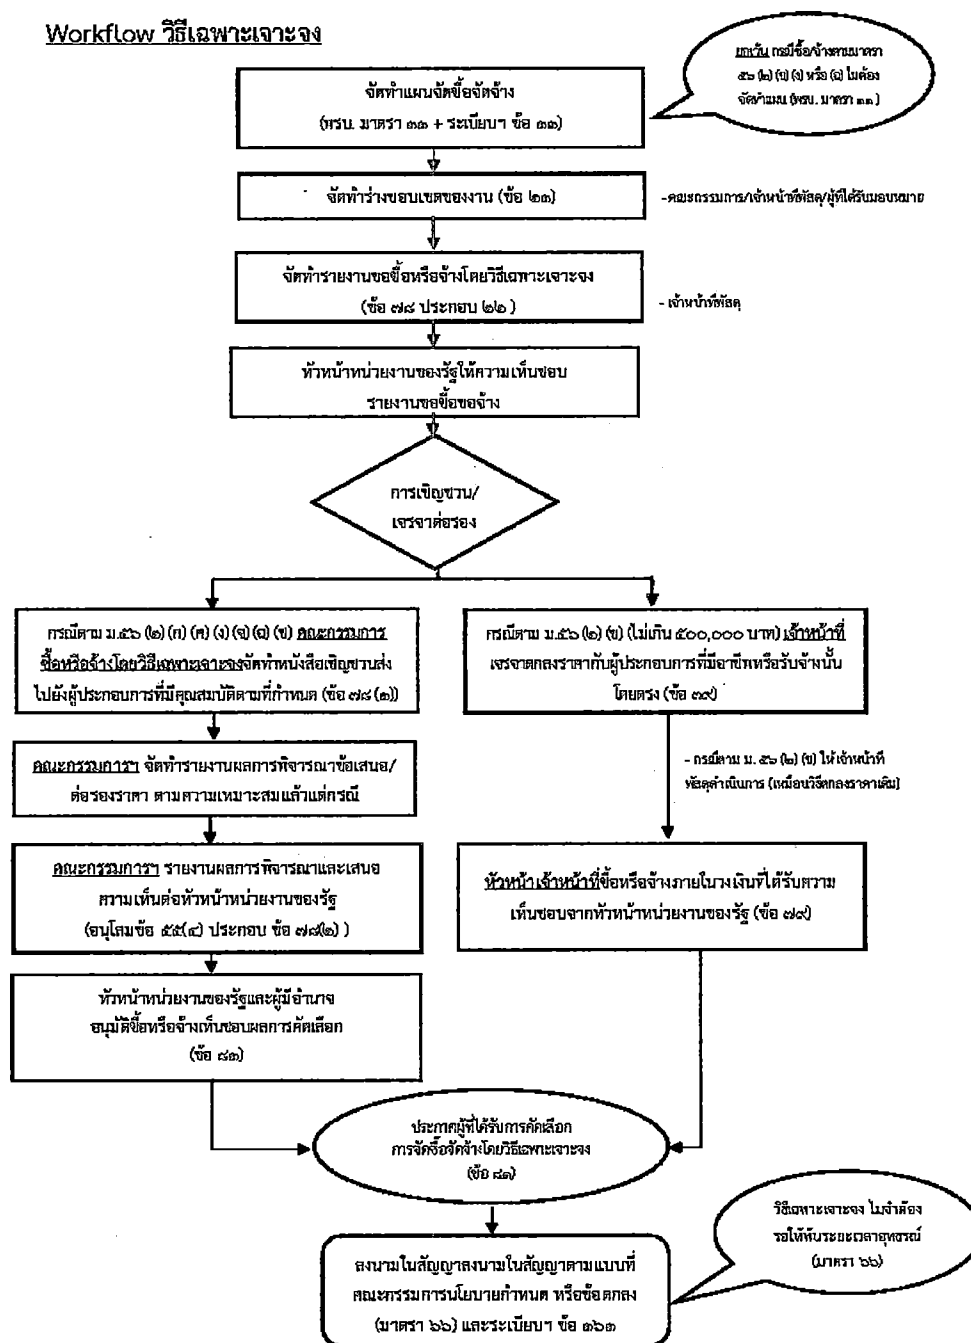 Workflow วิธีเฉพาะเจาะจง
ยกเว้น กรณีซื้อ/จ้างตามมาตรา
๕๖ (๒) (ข) (ง) หรือ (ฉ) ไม่ต้อง
จัดทำแผน (พรบ. มาตรา ๑๑)
จัดทำแผนจัดซื้อจัดจ้าง
(พรบ. มาตรา ๑๑ + ระเบียบฯ ข้อ ๑๑)
จัดทำร่างขอบเขตของงาน (ข้อ ๒๑)
-คณะกรรมการ/เจ้าหน้าที่พัสดุ/ผู้ที่ได้รับมอบหมาย
จัดทำรายงานขอซื้อหรือจ้างโดยวิธีเฉพาะเจาะจง
(ข้อ ๗๘ ประกอบ ๒๒ )
- เจ้าหน้าที่พัสดุ
หัวหน้าหน่วยงานของรัฐให้ความเห็นชอบ
รายงานขอซื้อขอจ้าง
การเชิญชวน/
เจรจาต่อรอง
กรณีตาม ม.๕๖ (๒) (ก) (ค) (ง) (จ) (ฉ) (ช) คณะกรรมการ
ซื้อหรือจ้างโดยวิธีเฉพาะเจาะจงจัดทำหนังสือเชิญชวนส่ง
ไปยังผู้ประกอบการที่มีคุณสมบัติตามที่กำหนด (ข้อ ๗๘ (๑))
กรณีตาม ม.๕๖ (๒) (ข) (ไม่เกิน ๕๐๐,๐๐๐ บาท) เจ้าหน้าที่
เจรจาตกลงราคากับผู้ประกอบการที่มีอาชีพหรือรับจ้างนั้น
โดยตรง (ข้อ ๗๙)
คณะกรรมการฯ จัดทำรายงานผลการพิจารณาข้อเสนอ/
ต่อรองราคา ตามความเหมาะสมแล้วแต่กรณี
- กรณีตาม ม. ๕๖ (๒) (ข) ให้เจ้าหน้าที่
พัสดุดำเนินการ (เหมือนวิธีตกลงราคาเดิม)
คณะกรรมการฯ รายงานผลการพิจารณาและเสนอ
ความเห็นต่อหัวหน้าหน่วยงานของรัฐ
(อนุโลมข้อ ๕๕(๔) ประกอบ ข้อ ๗๘(๑) )
หัวหน้าเจ้าหน้าที่ซื้อหรือจ้างภายในวงเงินที่ได้รับความ
เห็นชอบจากหัวหน้าหน่วยงานของรัฐ (ข้อ ๗๙)
หัวหน้าหน่วยงานของรัฐและผู้มีอำนาจ
อนุมัติซื้อหรือจ้างเห็นชอบผลการคัดเลือก
(ข้อ ๘๓)
ประกาศผู้ที่ได้รับการคัดเลือก
การจัดซื้อจัดจ้างโดยวิธีเฉพาะเจาะจง
(ข้อ ๘๑)
วิธีเฉพาะเจาะจง ไม่จำต้อง
รอให้พ้นระยะเวลาอุทธรณ์
(มาตรา ๖๖)
ลงนามในสัญญาลงนามในสัญญาตามแบบที่
คณะกรรมการนโยบายกำหนด หรือข้อตกลง
(มาตรา ๖๖) และระเบียบฯ ข้อ ๑๖๑